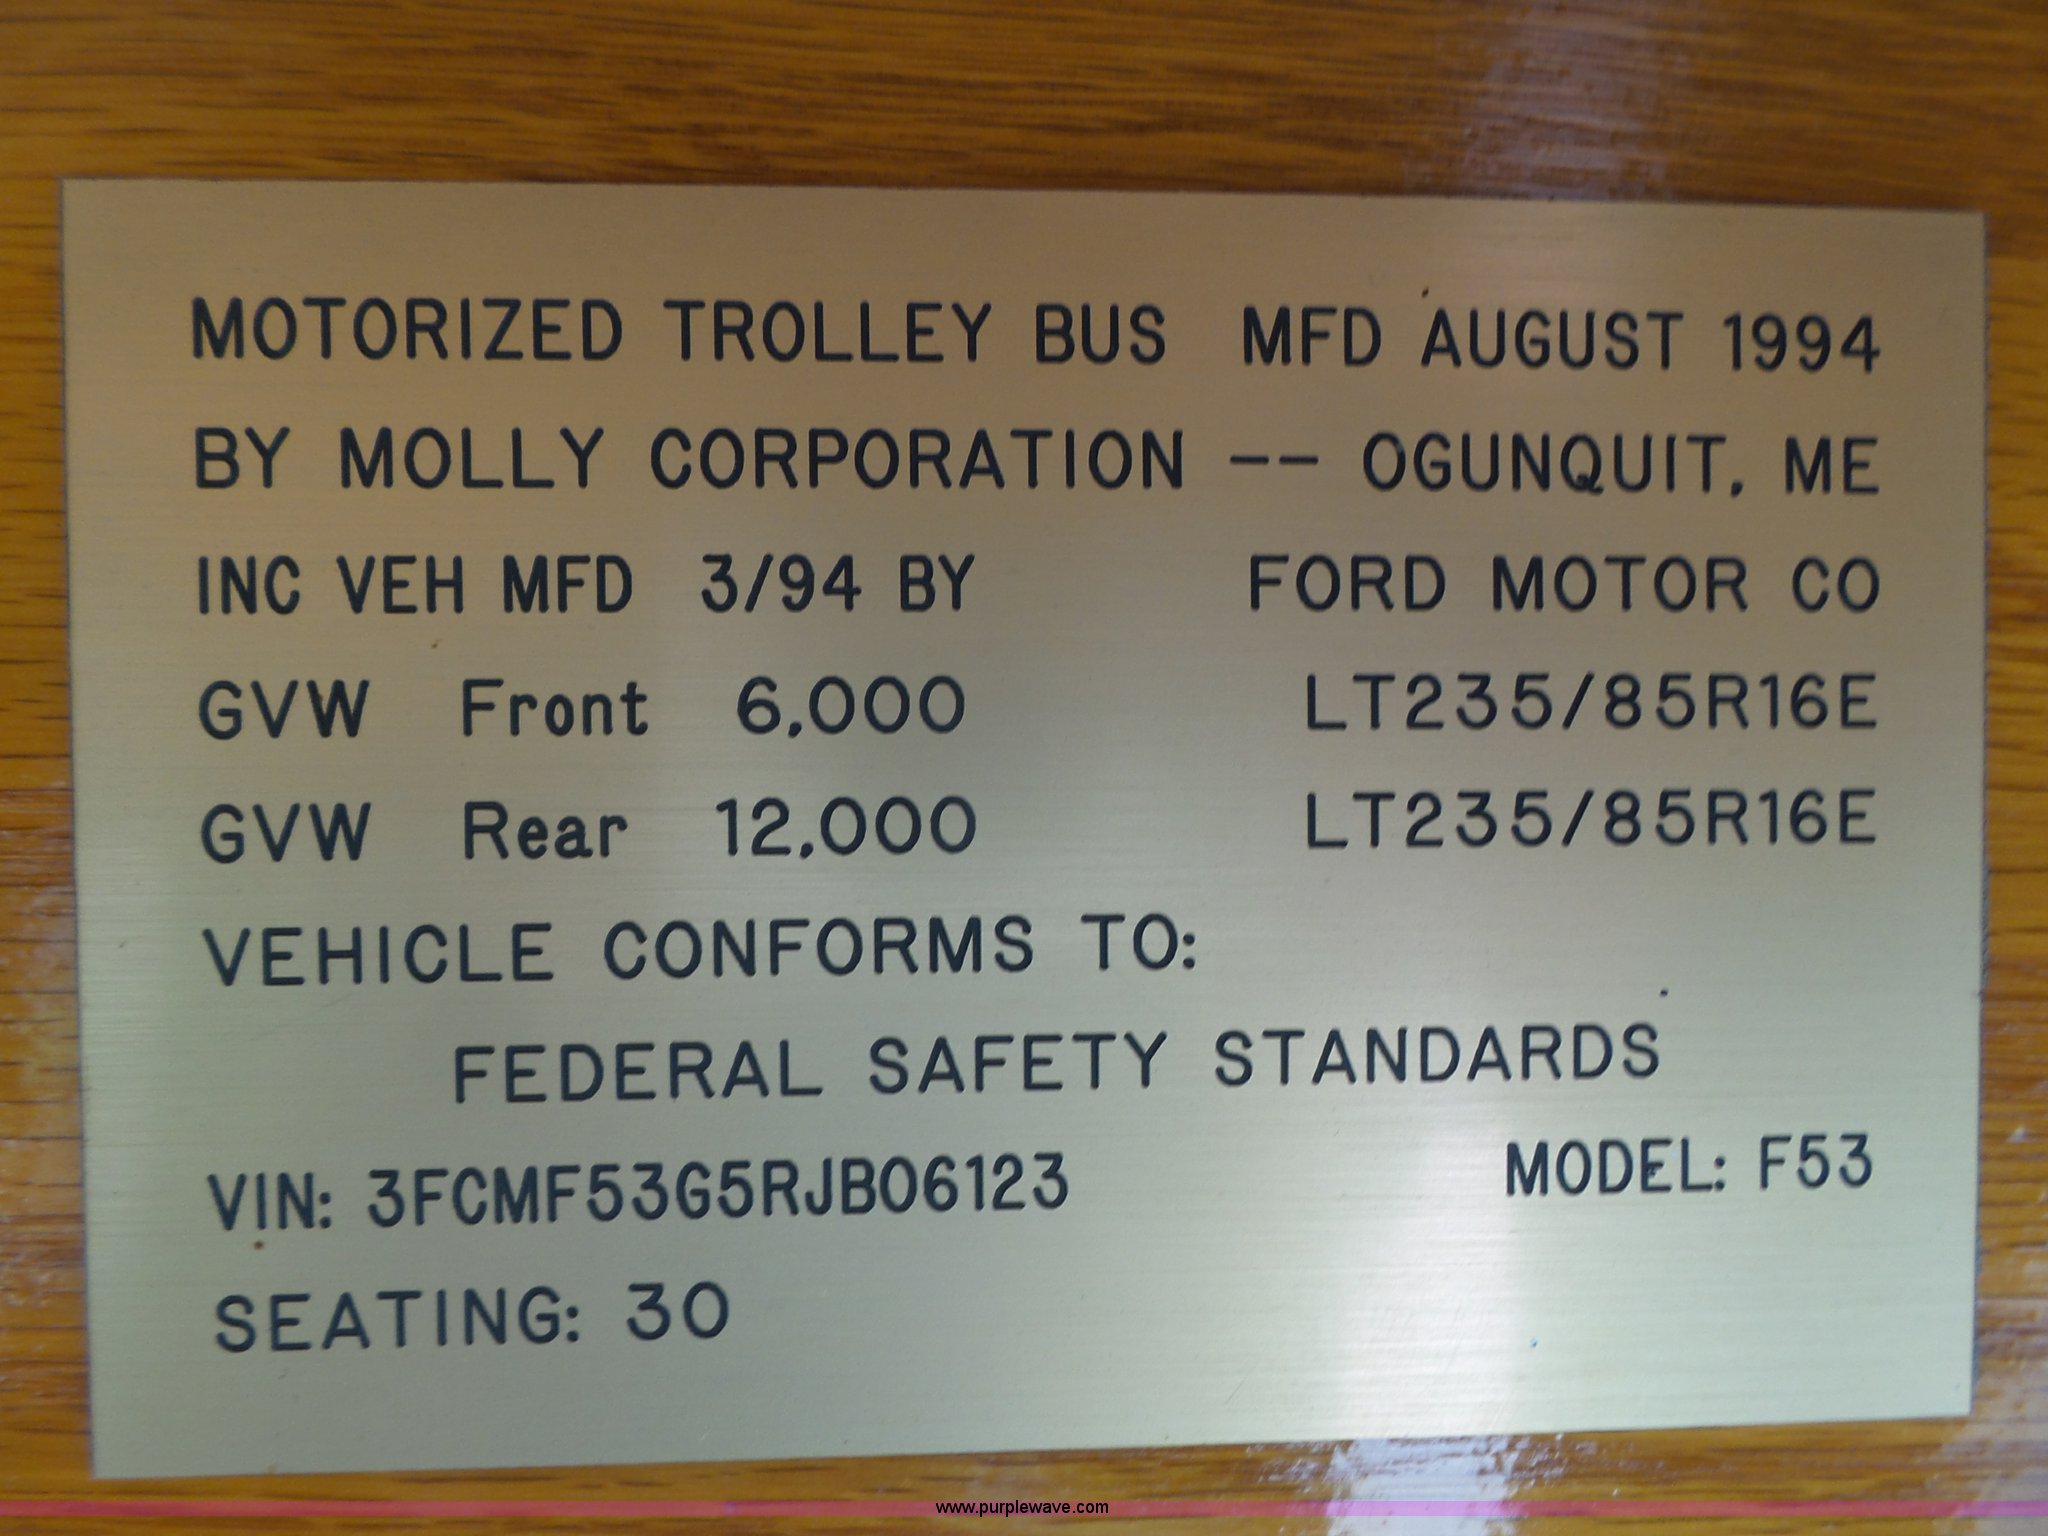 MOTORIZED TROLLEY BUS MFD AUGUST 1994
BY MOLLY CORPORATION -- OGUNQUIT, ME
INC VEH MFD 3/94 BY FORD MOTOR CO
GVW Front 6,000 LT235/85R16E
GVW Rear 12,000 LT235/85R16E
VEHICLE CONFORMS TO:
FEDERAL SAFETY STANDARDS
VIN: 3FCMF53G5RJB06123 MODEL: F53
SEATING: 30
www.purplewave.com